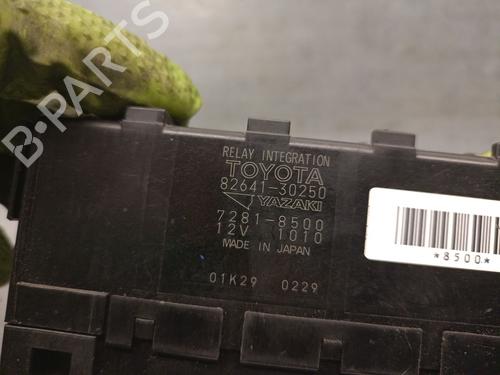 B-PARTS
RELAY INTEGRATION
TOYOTA
82641-30250
YAZAKI
7281-8500
12V 1010
MADE IN JAPAN
01K29 0229
*8500*